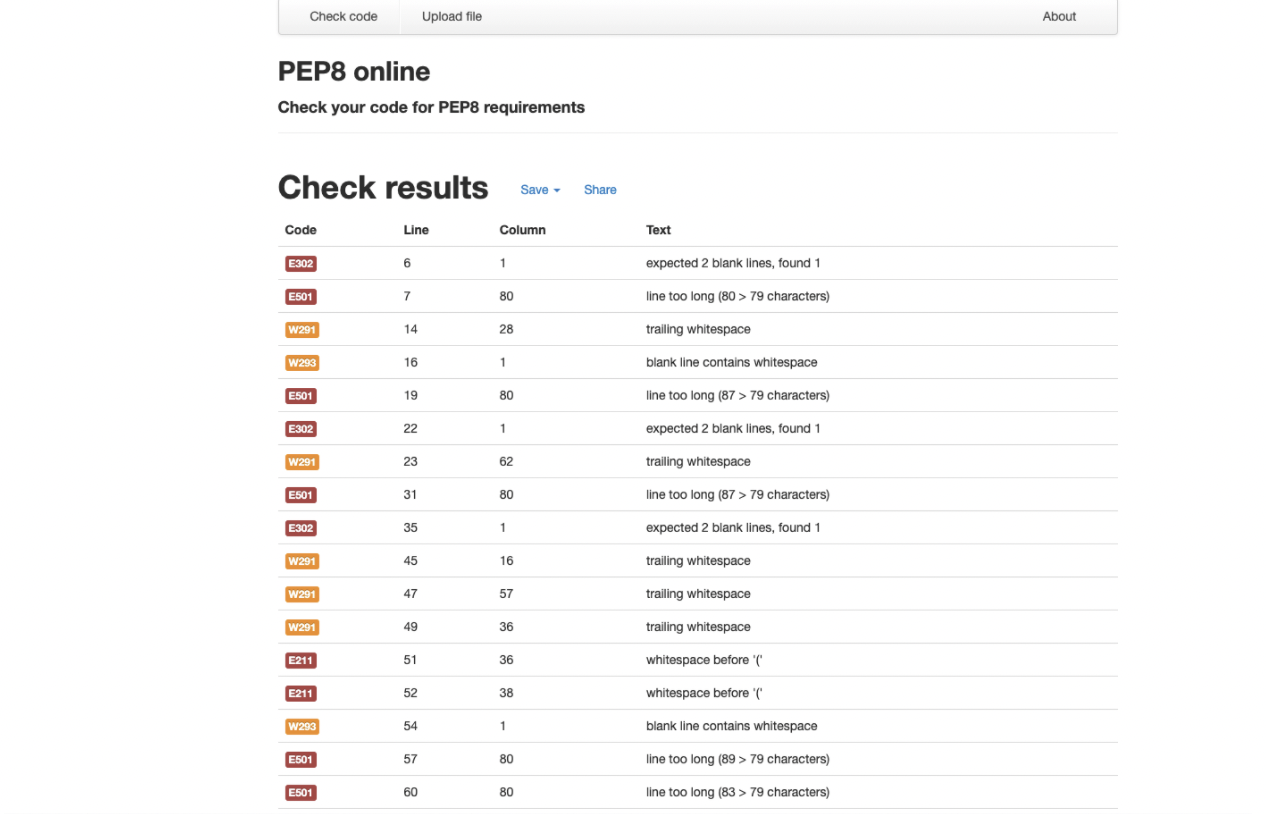 Check code Upload file About
PEP8 online
Check your code for PEP8 requirements
Check results Save Share
Code Line Column Text
E302 6 1 expected 2 blank lines, found 1
E501 7 80 line too long (80 > 79 characters)
W291 14 28 trailing whitespace
W293 16 1 blank line contains whitespace
E501 19 80 line too long (87 > 79 characters)
E302 22 1 expected 2 blank lines, found 1
W291 23 62 trailing whitespace
E501 31 80 line too long (87 > 79 characters)
E302 35 1 expected 2 blank lines, found 1
W291 45 16 trailing whitespace
W291 47 57 trailing whitespace
W291 49 36 trailing whitespace
E211 51 36 whitespace before '('
E211 52 38 whitespace before '('
W293 54 1 blank line contains whitespace
E501 57 80 line too long (89 > 79 characters)
E501 60 80 line too long (83 > 79 characters)